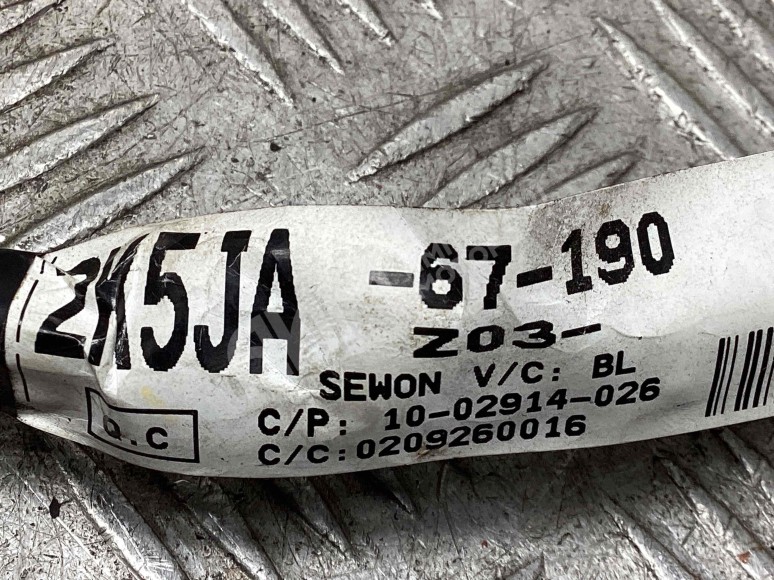 2K5JA -67-190
Z03-
SEWON V/C: BL
C/P: 10-02914-026
C/C:0209260016
Q.C